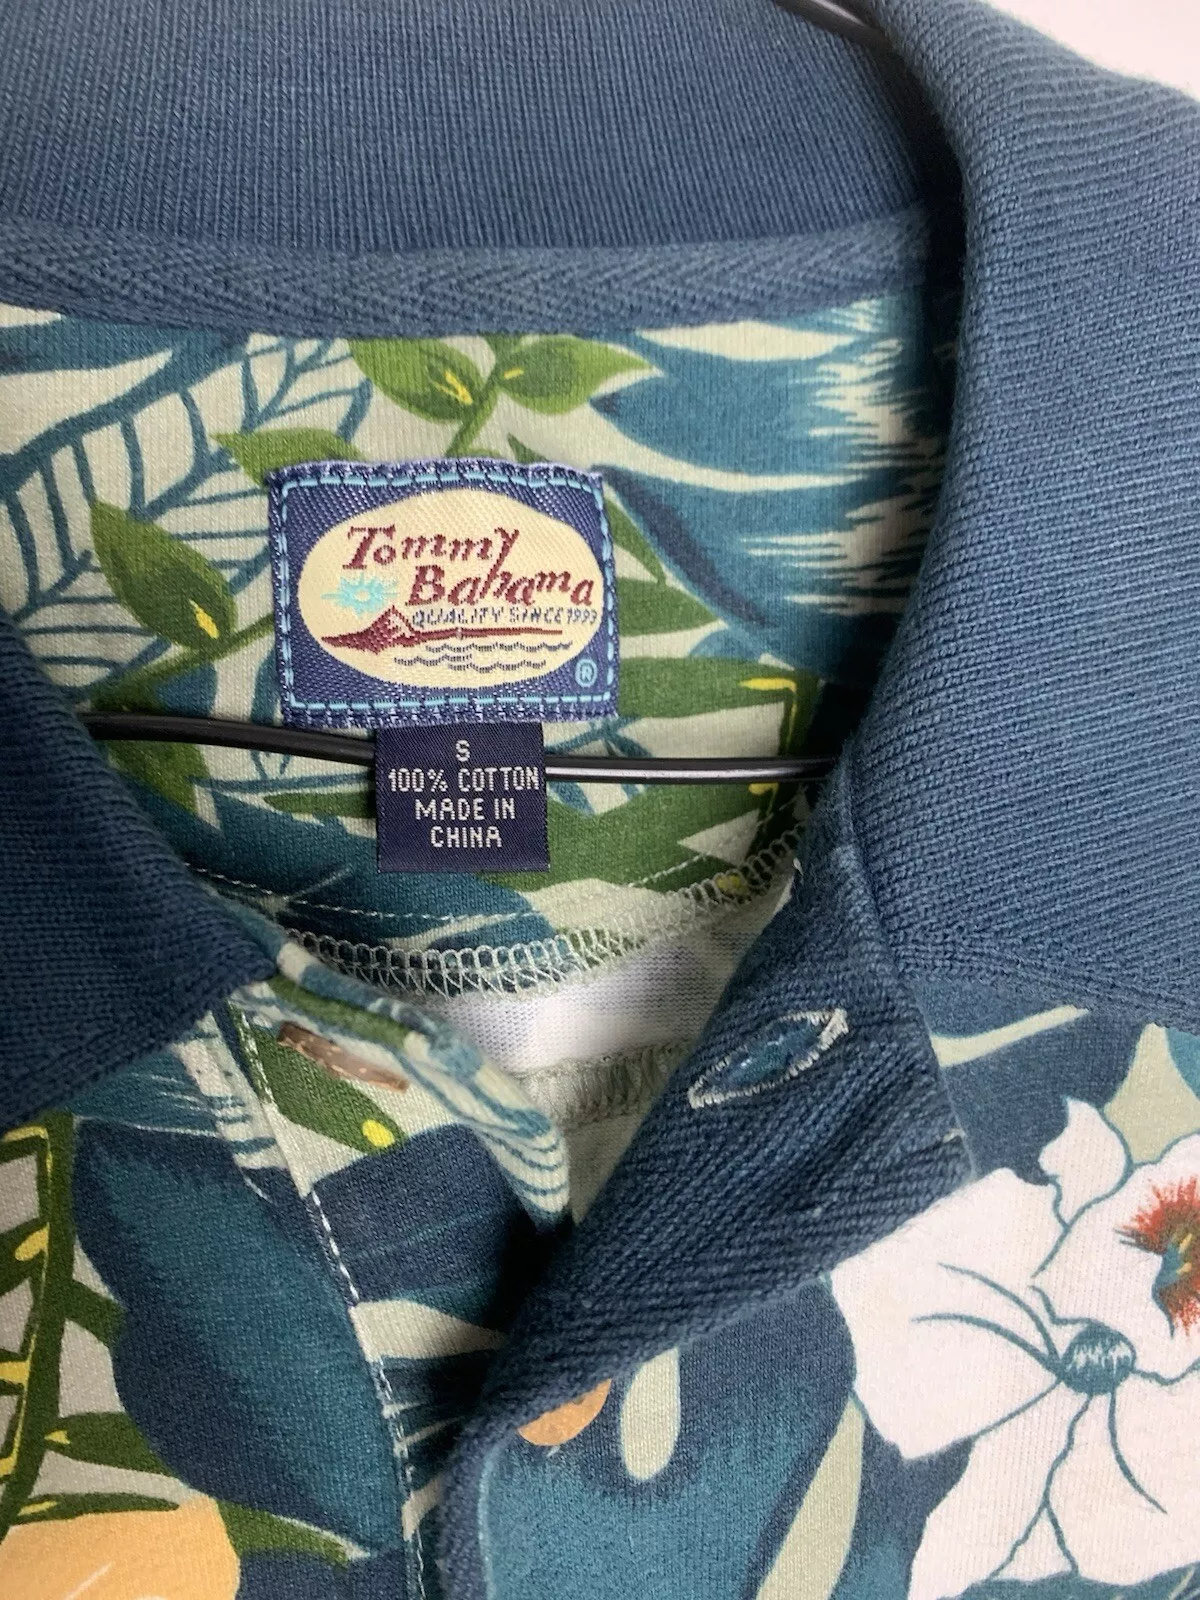 Tommy
Bahama
QUALITY SINCE 1993
®
S
100% COTTON
MADE IN
CHINA